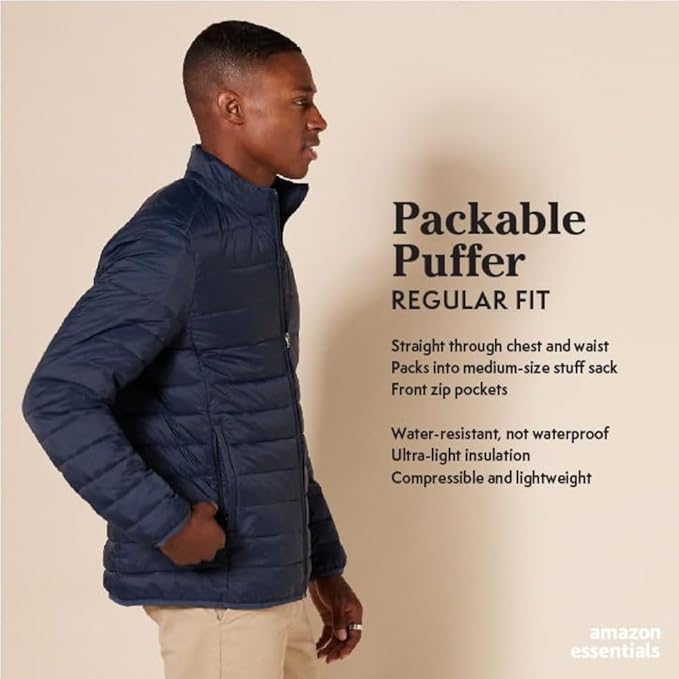 Packable
Puffer
REGULAR FIT
Straight through chest and waist
Packs into medium-size stuff sack
Front zip pockets
Water-resistant, not waterproof
Ultra-light insulation
Compressible and lightweight
amazon
essentials